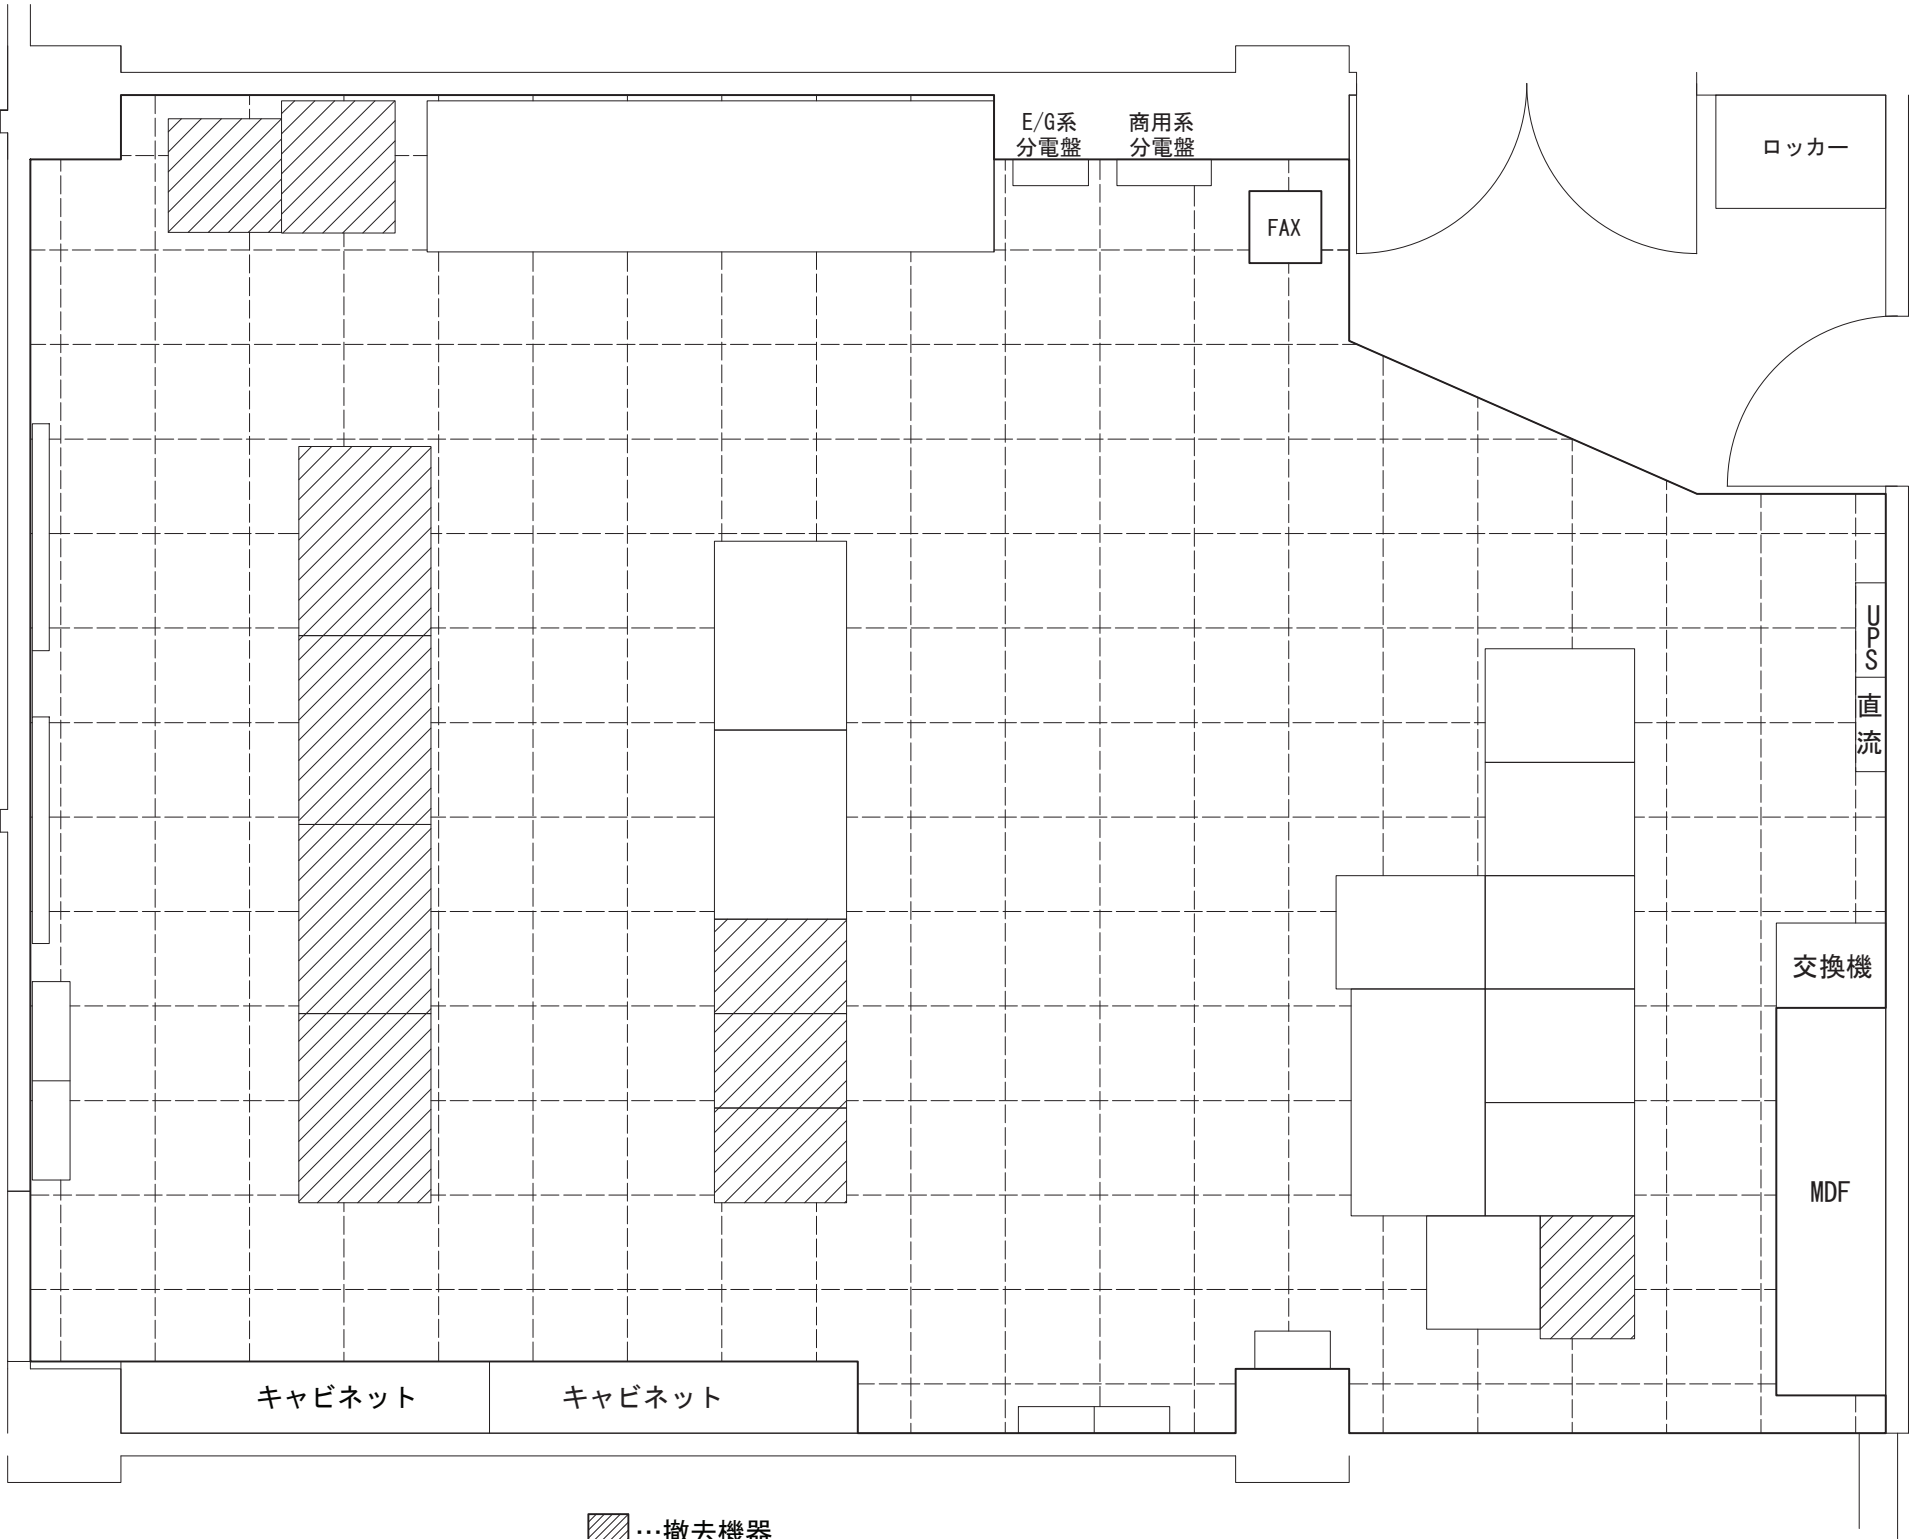 E/G系
分電盤
商用系
分電盤
ロッカー
FAX
UPS
直流
交換機
MDF
キャビネット
キャビネット
…撤去機器